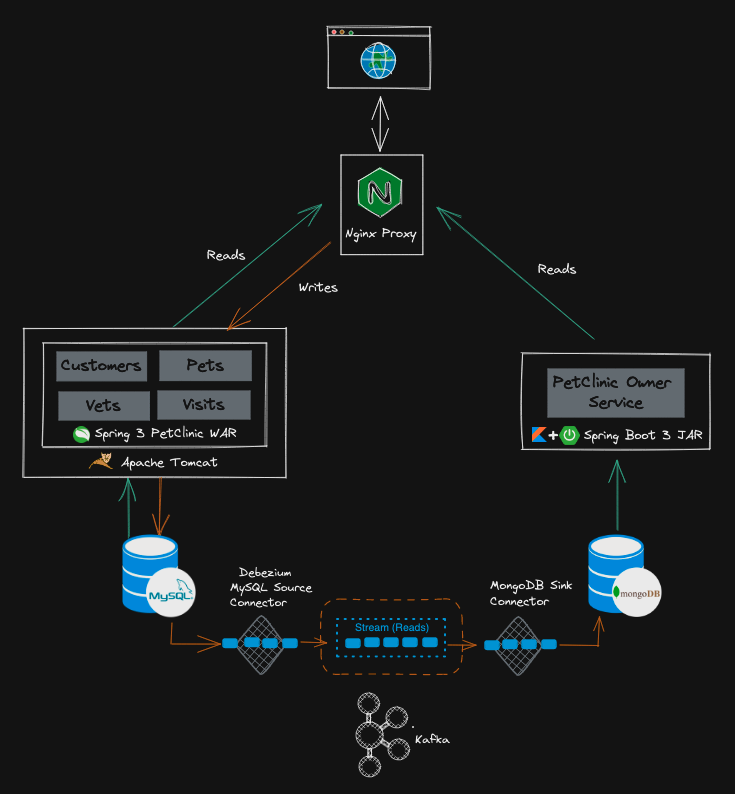 Nginx Proxy
Reads
Writes
Reads
Customers
Pets
Vets
Visits
Spring 3 PetClinic WAR
Apache Tomcat
PetClinic Owner
Service
+
Spring Boot 3 JAR
MySQL
Debezium
MySQL Source
Connector
Stream (Reads)
MongoDB Sink
Connector
mongoDB
Kafka